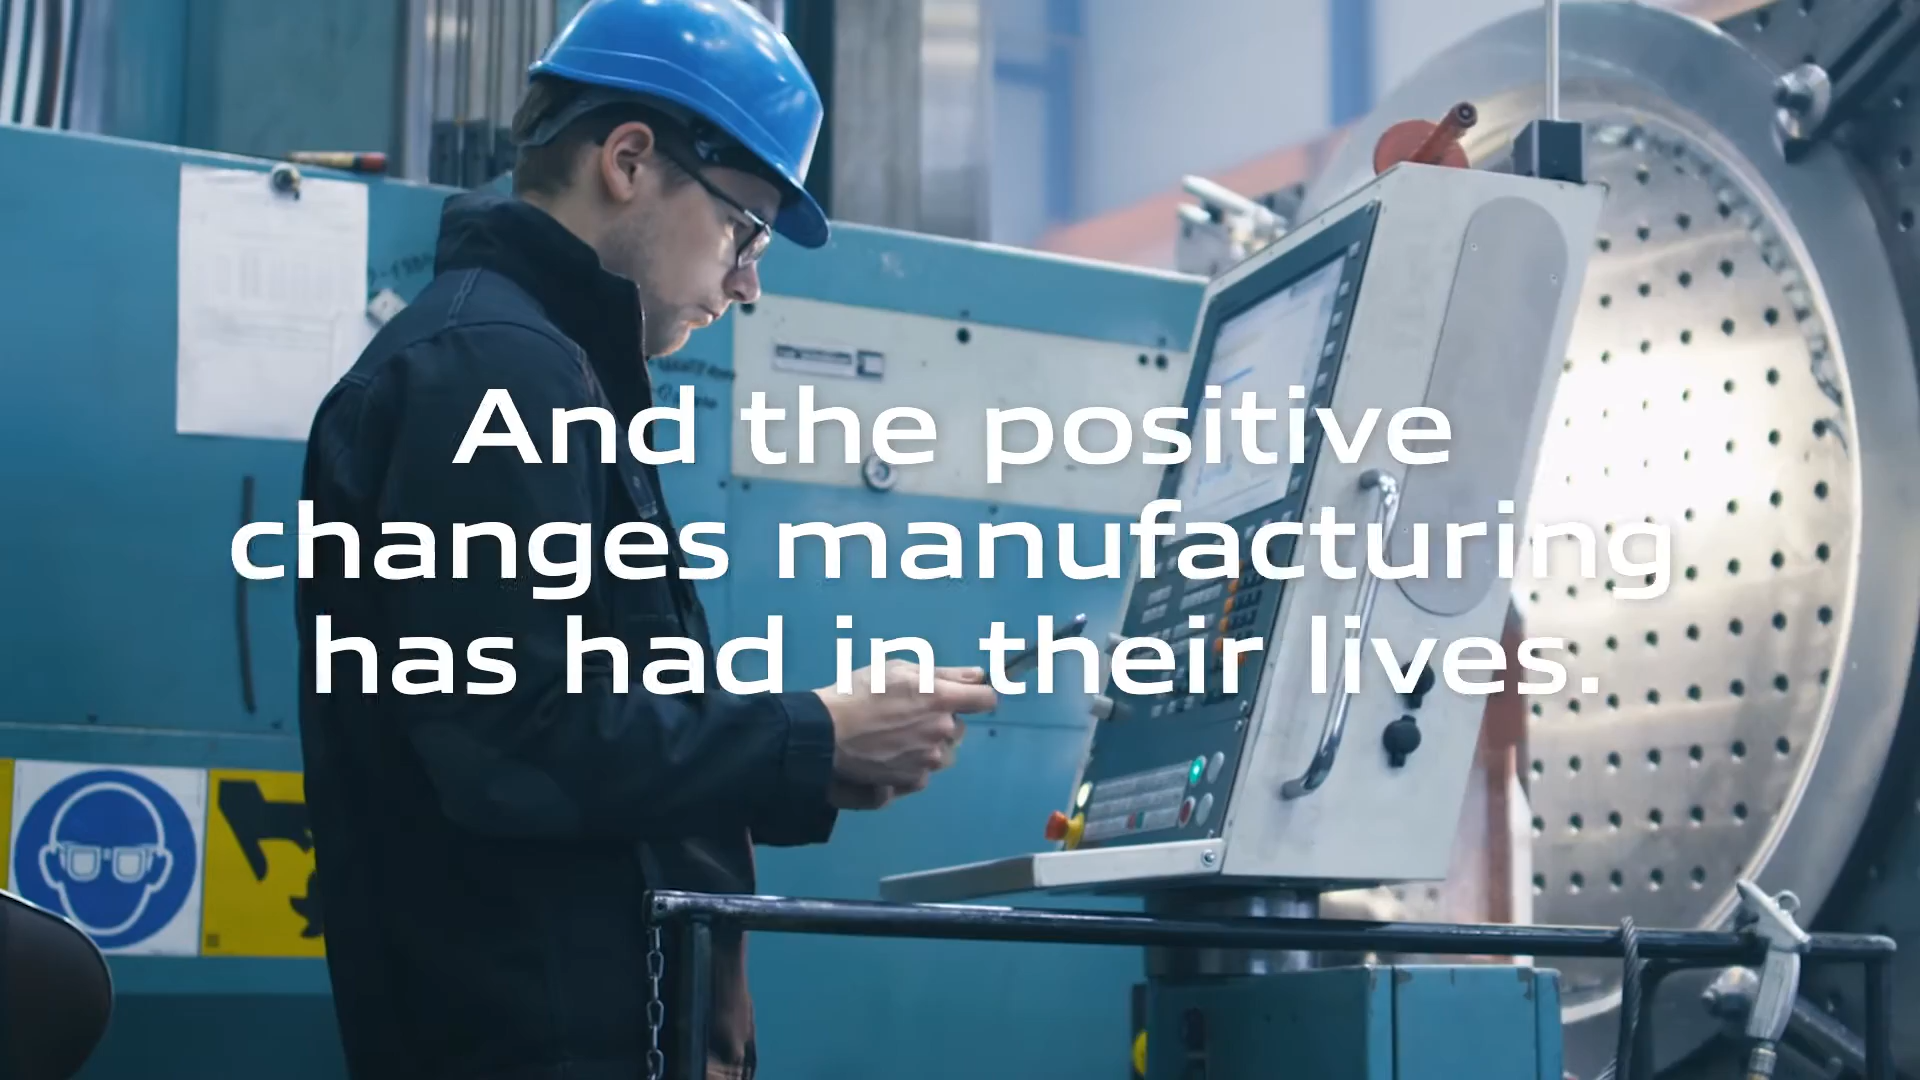 And the positive
changes manufacturing
has had in their lives.